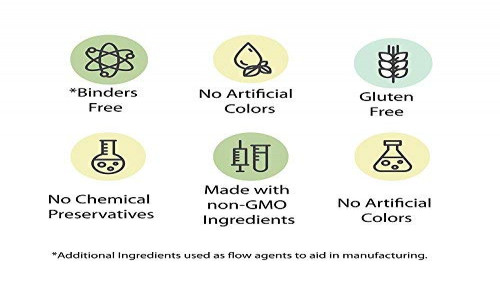 *Binders
Free
No Artificial
Colors
Gluten
Free
No Chemical
Preservatives
Made with
non-GMO
Ingredients
No Artificial
Colors
*Additional Ingredients used as flow agents to aid in manufacturing.